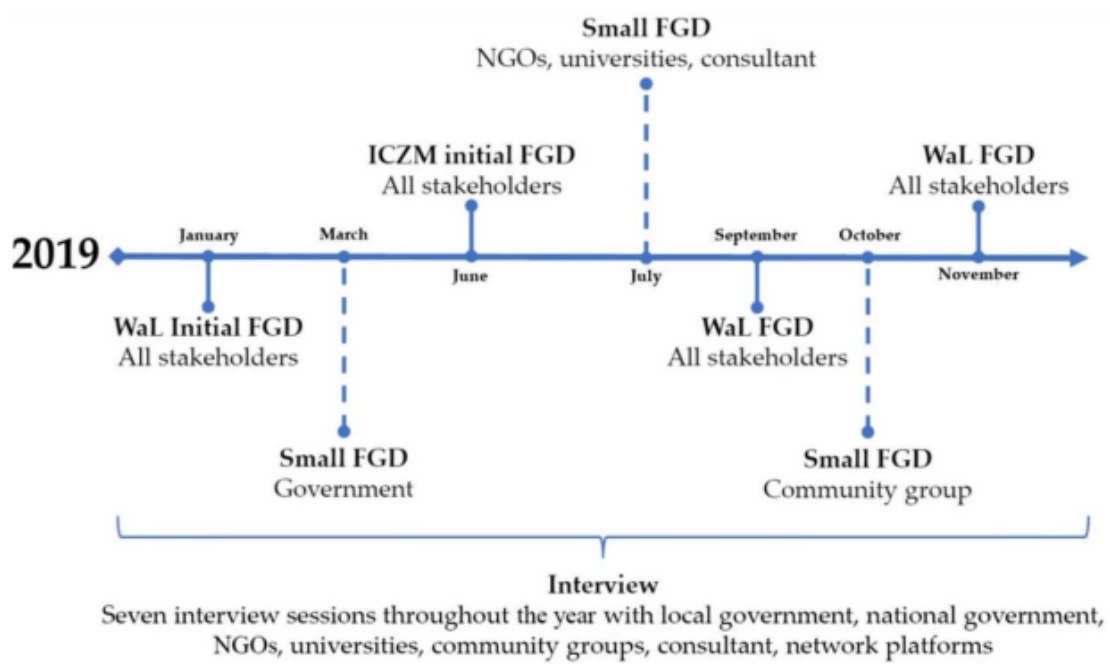 Small FGD
NGOs, universities, consultant
ICZM initial FGD
All stakeholders
WaL FGD
All stakeholders
2019
January
March
June
July
September
October
November
WaL Initial FGD
All stakeholders
WaL FGD
All stakeholders
Small FGD
Government
Small FGD
Community group
Interview
Seven interview sessions throughout the year with local government, national government,
NGOs, universities, community groups, consultant, network platforms